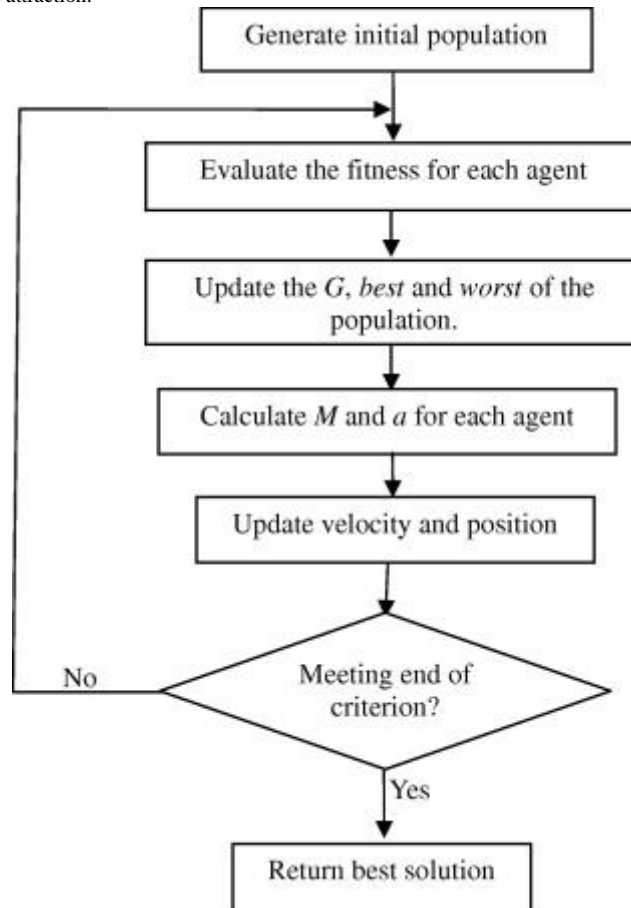 attraction.
Generate initial population
Evaluate the fitness for each agent
Update the G, best and worst of the
population.
Calculate M and a for each agent
Update velocity and position
Meeting end of
criterion?
No
Yes
Return best solution